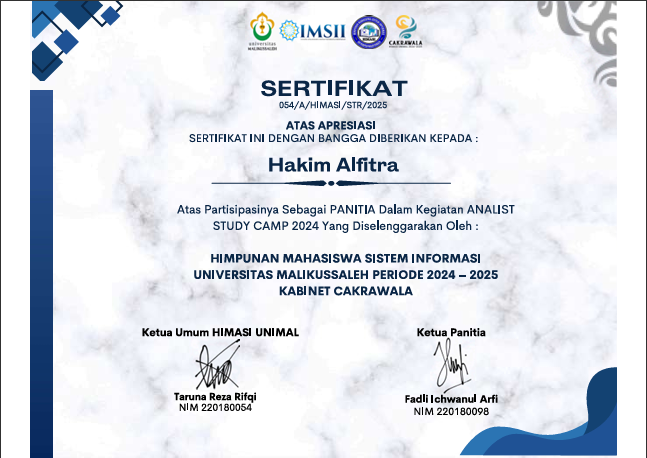 UNIVERSITAS
MALIKUSSALEH
IMSII
CAKRAWALA
SERTIFIKAT
054/A/HIMASI/STR/2025
ATAS APRESIASI
SERTIFIKAT INI DENGAN BANGGA DIBERIKAN KEPADA :
Hakim Alfitra
Atas Partisipasinya Sebagai PANITIA Dalam Kegiatan ANALIST
STUDY CAMP 2024 Yang Diselenggarakan Oleh :
HIMPUNAN MAHASISWA SISTEM INFORMASI
UNIVERSITAS MALIKUSSALEH PERIODE 2024 – 2025
KABINET CAKRAWALA
Ketua Umum HIMASI UNIMAL
Ketua Panitia
Taruna Reza Rifqi
NIM 220180054
Fadli Ichwanul Arfi
NIM 220180098